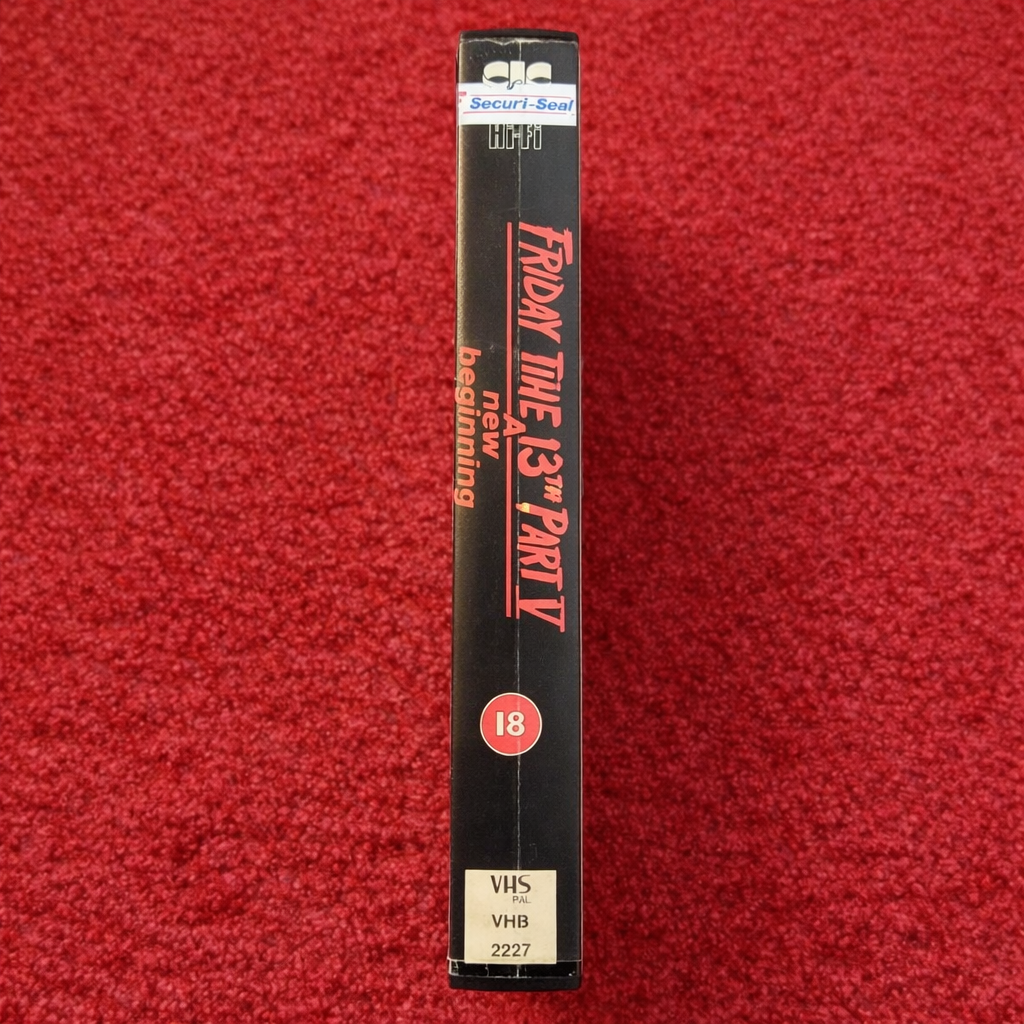 CIC
Securi-Seal
Hi-Fi
FRIDAY THE 13TH PART V
A
new
beginning
18
VHS
PAL
VHB
2227